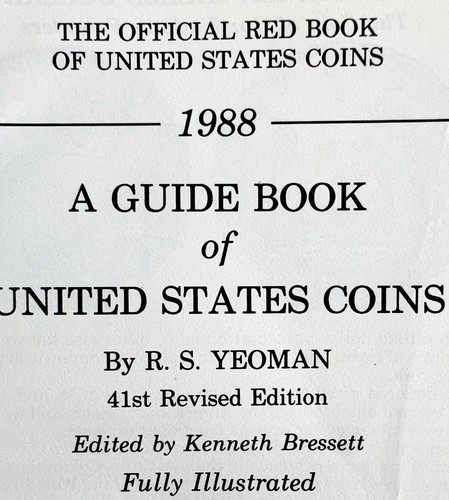 THE OFFICIAL RED BOOK
OF UNITED STATES COINS
1988
A GUIDE BOOK
of
UNITED STATES COINS
By R. S. YEOMAN
41st Revised Edition
Edited by Kenneth Bressett
Fully Illustrated